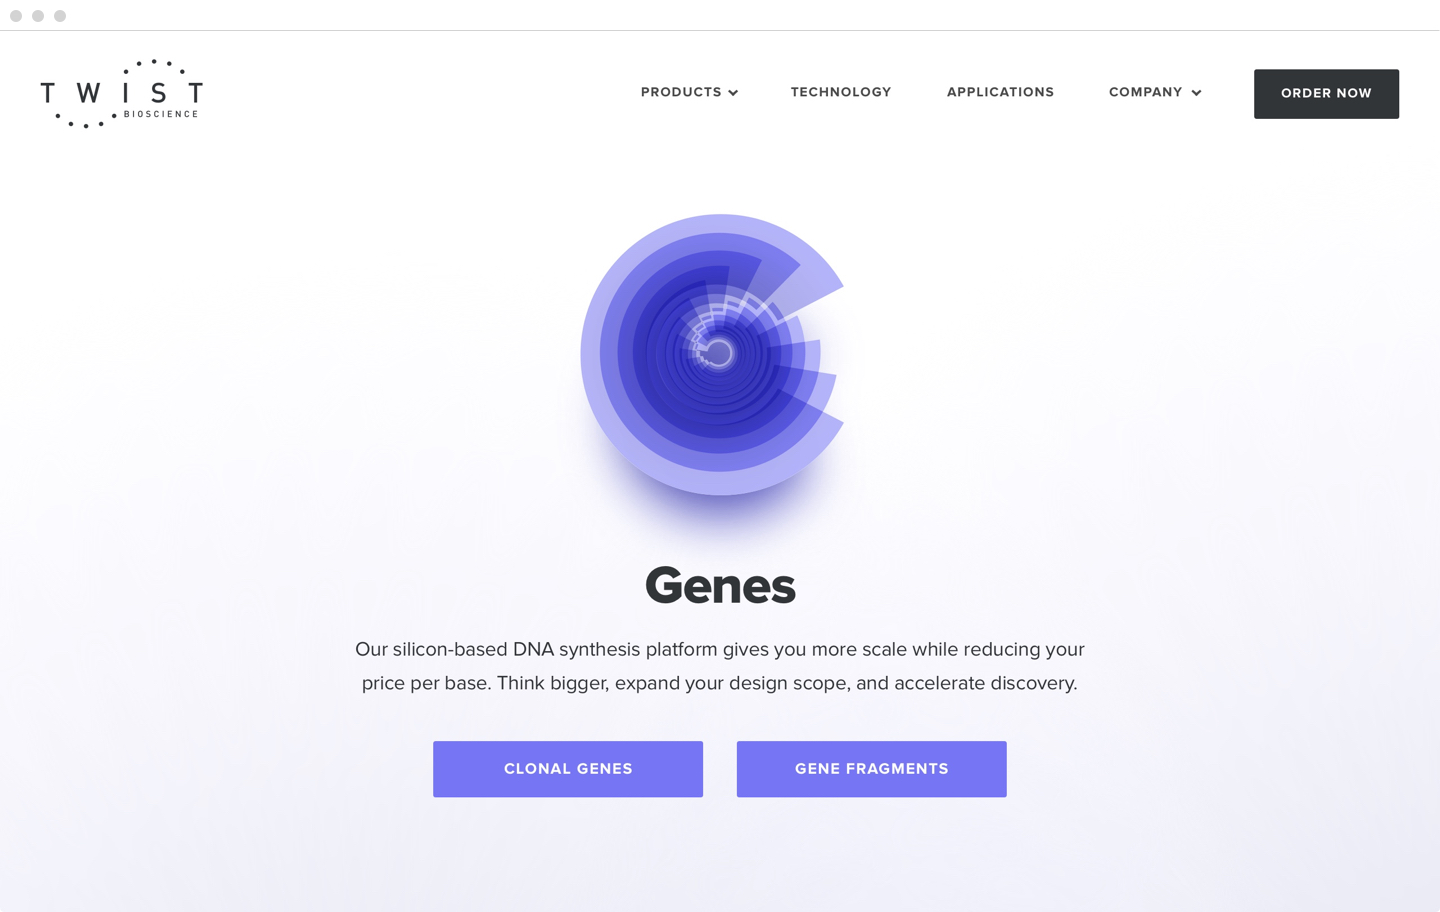 TWIST
BIOSCIENCE
PRODUCTS
TECHNOLOGY
APPLICATIONS
COMPANY
ORDER NOW
Genes
Our silicon-based DNA synthesis platform gives you more scale while reducing your
price per base. Think bigger, expand your design scope, and accelerate discovery.
CLONAL GENES
GENE FRAGMENTS